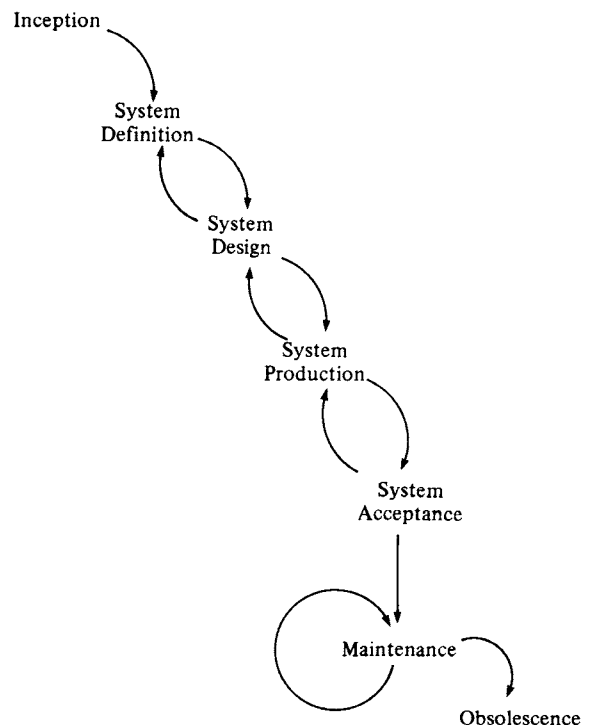 Inception
System
Definition
System
Design
System
Production
System
Acceptance
Maintenance
Obsolescence